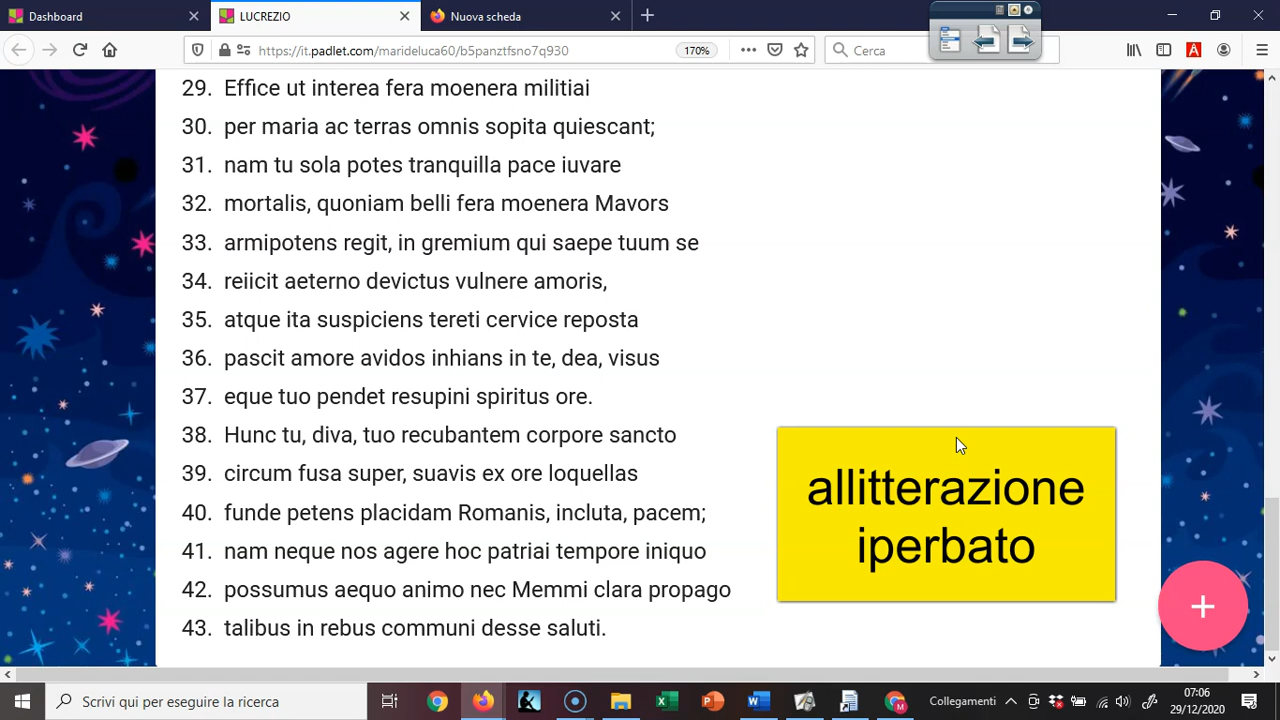 Dashboard
LUCREZIO
Nuova scheda
https://it.padlet.com/marideluca60/b5panztfsno7q930
170%
Cerca
29. Effice ut interea fera moenera militiai
30. per maria ac terras omnis sopita quiescant;
31. nam tu sola potes tranquilla pace iuvare
32. mortalis, quoniam belli fera moenera Mavors
33. armipotens regit, in gremium qui saepe tuum se
34. reiicit aeterno devictus vulnere amoris,
35. atque ita suspiciens tereti cervice reposta
36. pascit amore avidos inhians in te, dea, visus
37. eque tuo pendet resupini spiritus ore.
38. Hunc tu, diva, tuo recubantem corpore sancto
39. circum fusa super, suavis ex ore loquellas
40. funde petens placidam Romanis, incluta, pacem;
41. nam neque nos agere hoc patriai tempore iniquo
42. possumus aequo animo nec Memmi clara propago
43. talibus in rebus communi desse saluti.
allitterazione
iperbato
Scrivi qui per eseguire la ricerca
Collegamenti
07:06
29/12/2020